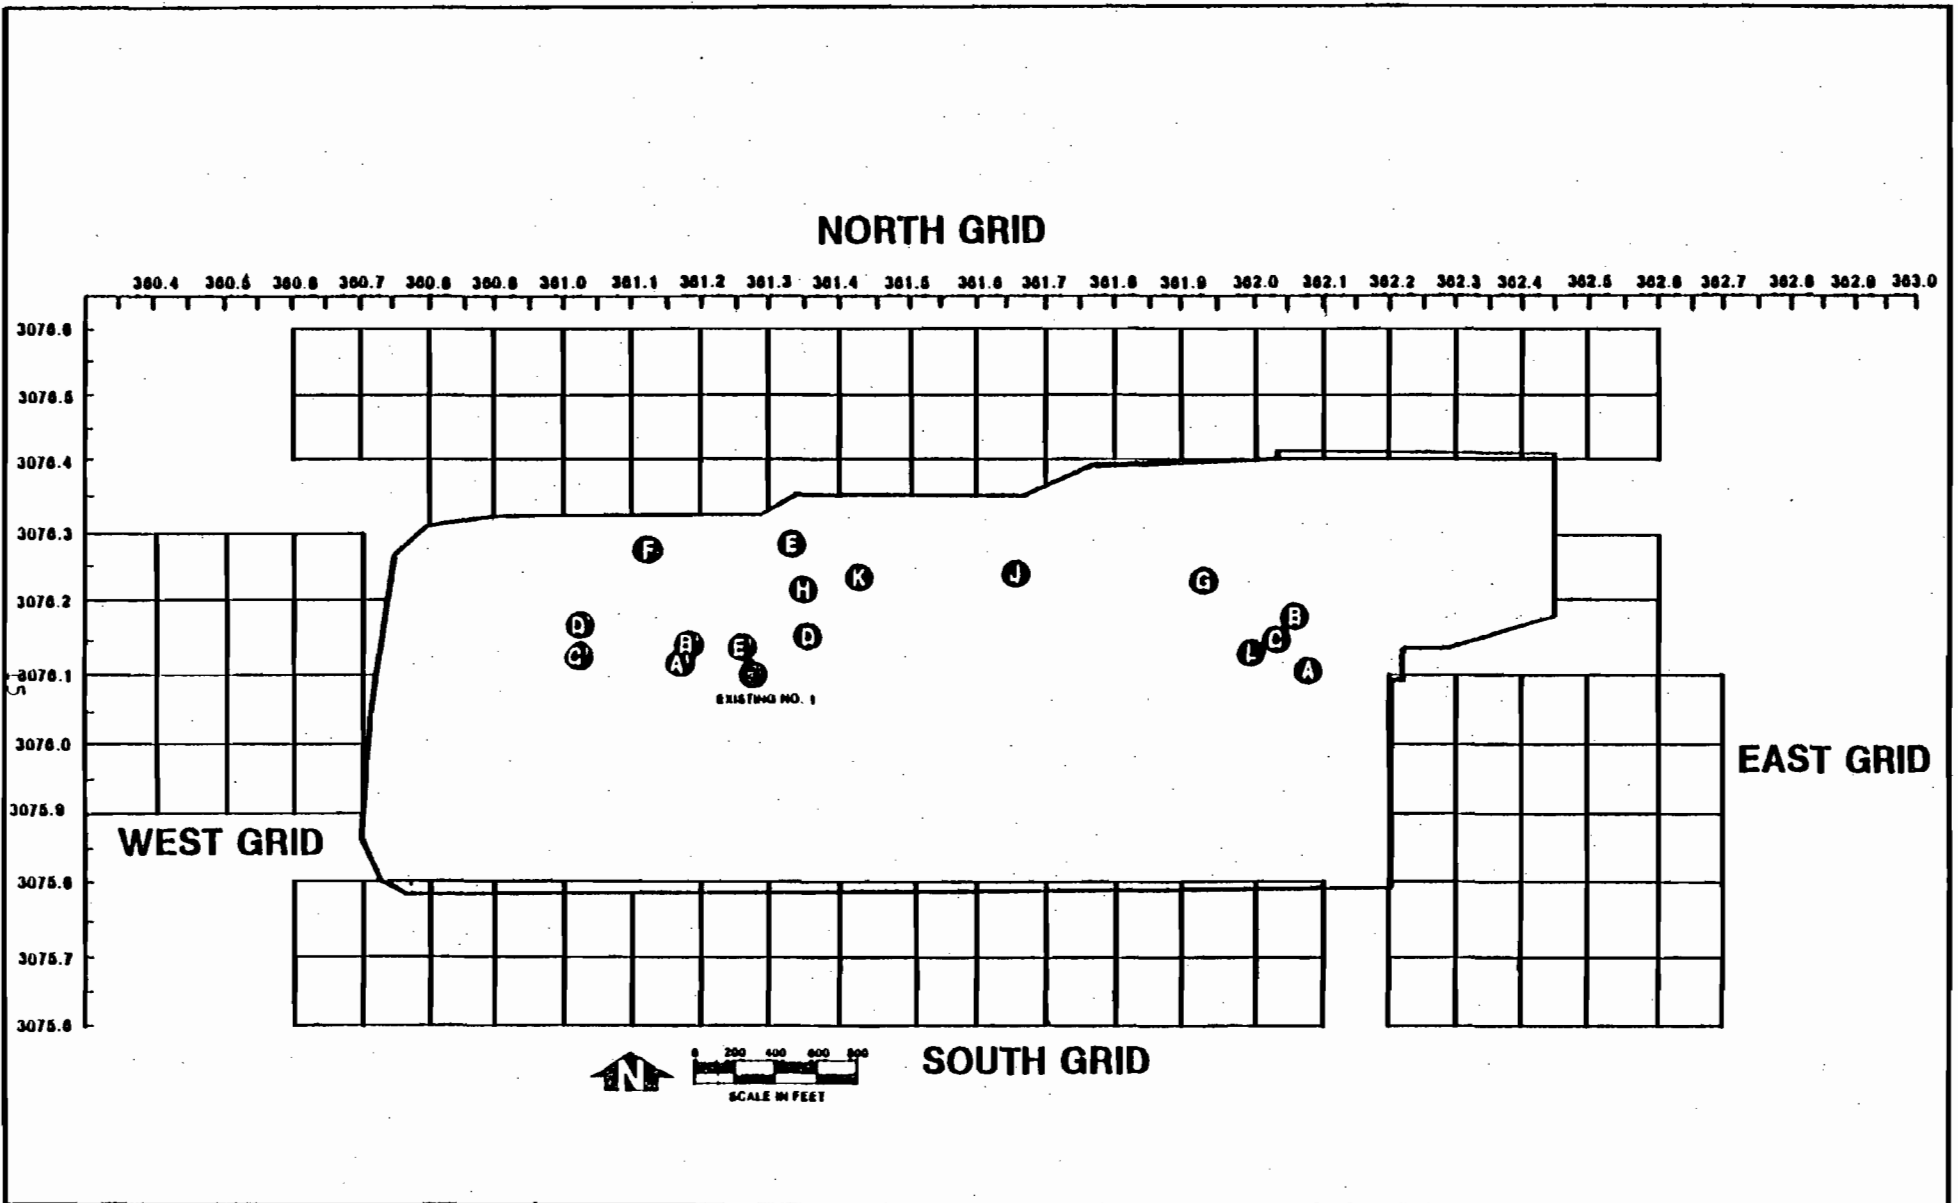 NORTH GRID
360.4 360.5 360.6 360.7 360.8 360.9 361.0 361.1 361.2 361.3 361.4 361.5 361.6 361.7 361.8 361.9 362.0 362.1 362.2 362.3 362.4 362.5 362.6 362.7 362.8 362.9 363.0
3076.6
3076.5
3076.4
3076.3
F E
H K J G
3076.2
D' B
B' E' D C
C' A' L A
3076.1
EXISTING NO. 1
3076.0
EAST GRID
3075.9
WEST GRID
3075.8
3075.7
3075.6
N
0 200 400 600 800
SCALE IN FEET
SOUTH GRID